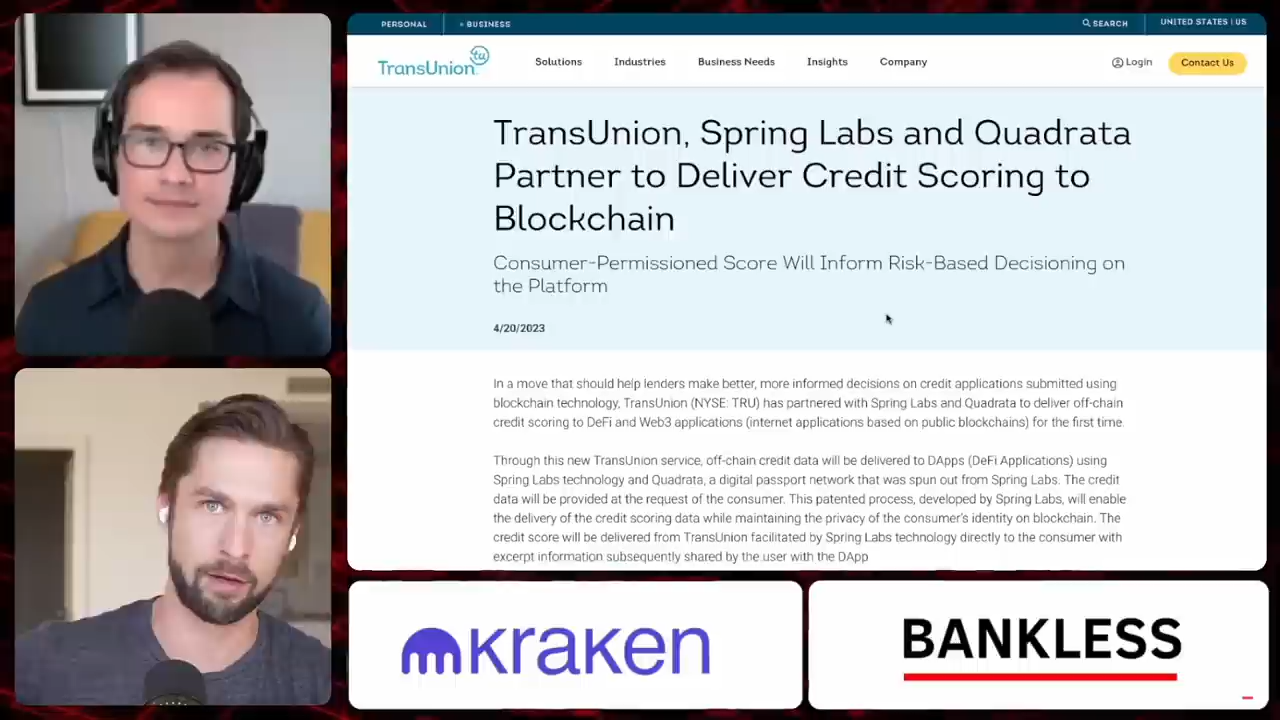 PERSONAL
BUSINESS
SEARCH
UNITED STATES | US
TransUnion
tu
Solutions
Industries
Business Needs
Insights
Company
Login
Contact Us
TransUnion, Spring Labs and Quadrata
Partner to Deliver Credit Scoring to
Blockchain
Consumer-Permissioned Score Will Inform Risk-Based Decisioning on
the Platform
4/20/2023
In a move that should help lenders make better, more informed decisions on credit applications submitted using
blockchain technology, TransUnion (NYSE: TRU) has partnered with Spring Labs and Quadrata to deliver off-chain
credit scoring to DeFi and Web3 applications (internet applications based on public blockchains) for the first time.
Through this new TransUnion service, off-chain credit data will be delivered to DApps (DeFi Applications) using
Spring Labs technology and Quadrata, a digital passport network that was spun out from Spring Labs. The credit
data will be provided at the request of the consumer. This patented process, developed by Spring Labs, will enable
the delivery of the credit scoring data while maintaining the privacy of the consumer's identity on blockchain. The
credit score will be delivered from TransUnion facilitated by Spring Labs technology directly to the consumer with
excerpt information subsequently shared by the user with the DApp
kraken
BANKLESS